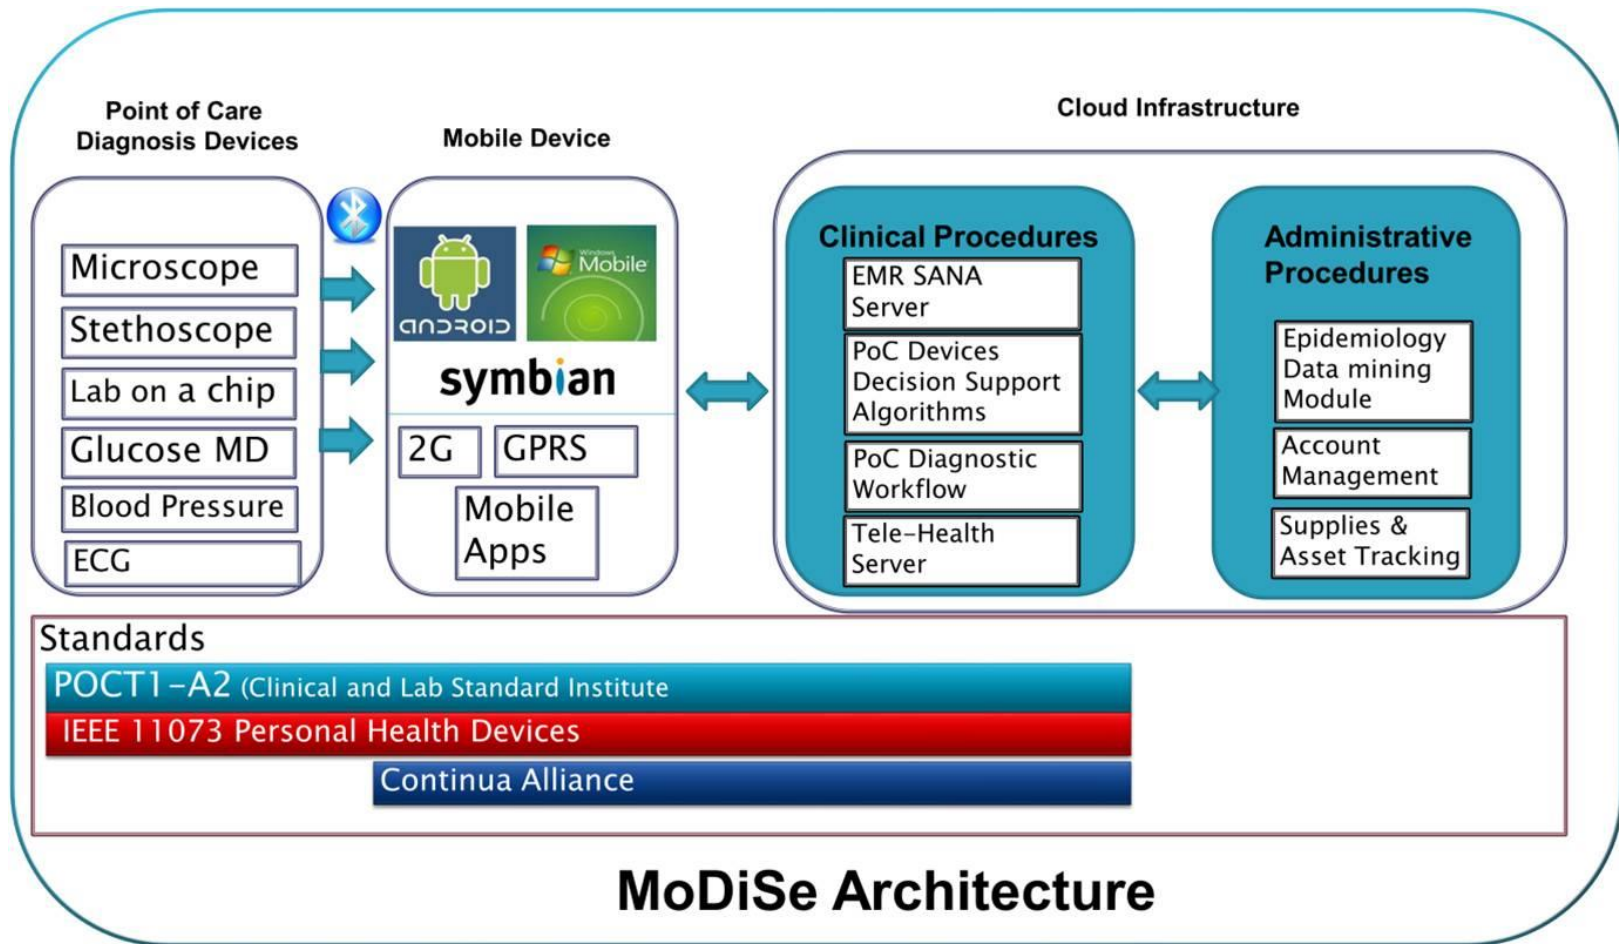 Point of Care
Diagnosis Devices
Microscope
Stethoscope
Lab on a chip
Glucose MD
Blood Pressure
ECG
Mobile Device
ANDROID
Windows
Mobile
symbian
2G
GPRS
Mobile
Apps
Cloud Infrastructure
Clinical Procedures
EMR SANA
Server
PoC Devices
Decision Support
Algorithms
PoC Diagnostic
Workflow
Tele-Health
Server
Administrative
Procedures
Epidemiology
Data mining
Module
Account
Management
Supplies &
Asset Tracking
Standards
POCT1-A2 (Clinical and Lab Standard Institute
IEEE 11073 Personal Health Devices
Continua Alliance
MoDiSe Architecture